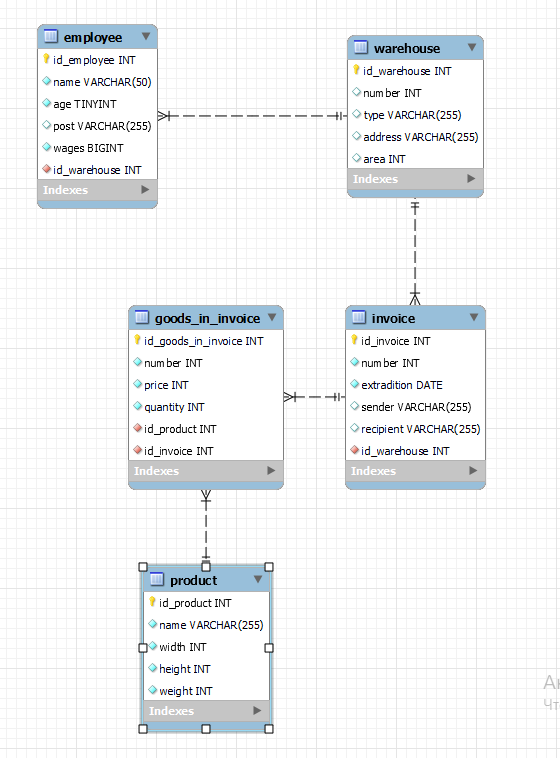 employee
id_employee INT
name VARCHAR(50)
age TINYINT
post VARCHAR(255)
wages BIGINT
id_warehouse INT
Indexes
warehouse
id_warehouse INT
number INT
type VARCHAR(255)
address VARCHAR(255)
area INT
Indexes
goods_in_invoice
id_goods_in_invoice INT
number INT
price INT
quantity INT
id_product INT
id_invoice INT
Indexes
invoice
id_invoice INT
number INT
extradition DATE
sender VARCHAR(255)
recipient VARCHAR(255)
id_warehouse INT
Indexes
product
id_product INT
name VARCHAR(255)
width INT
height INT
weight INT
Indexes